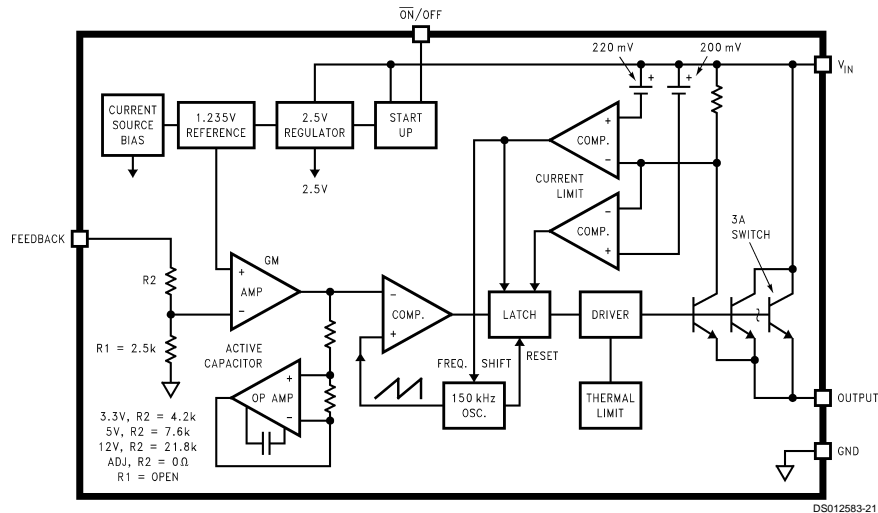 ON/OFF
220 mV
200 mV
+
+
VIN
CURRENT
SOURCE
BIAS
1.235V
REFERENCE
2.5V
REGULATOR
START
UP
2.5V
+
COMP.
-
CURRENT
LIMIT
-
COMP.
+
3A
SWITCH
FEEDBACK
R2
R1 = 2.5k
GM
+
AMP
-
-
COMP.
+
LATCH
DRIVER
ACTIVE
CAPACITOR
+
OP AMP
-
FREQ. SHIFT
RESET
150 kHz
OSC.
THERMAL
LIMIT
OUTPUT
GND
3.3V, R2 = 4.2k
5V, R2 = 7.6k
12V, R2 = 21.8k
ADJ, R2 = 0Ω
R1 = OPEN
DS012583-21